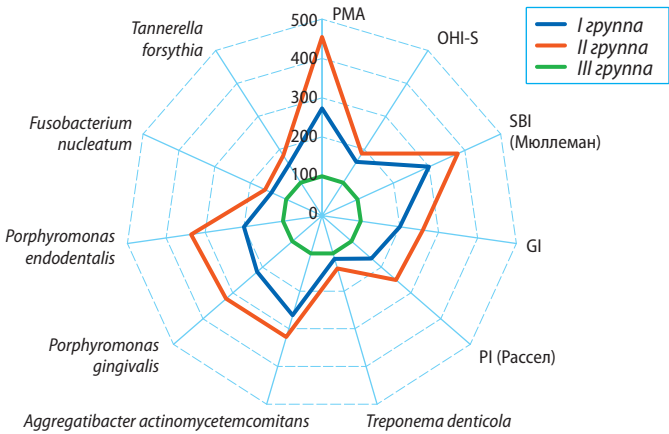 500
PMA
400
300
200
100
0
OHI-S
SBI
(Мюллеман)
GI
PI (Рассел)
Treponema denticola
Aggregatibacter actinomycetemcomitans
Porphyromonas
gingivalis
Porphyromonas
endodontalis
Fusobacterium
nucleatum
Tannerella
forsythia
I группа
II группа
III группа